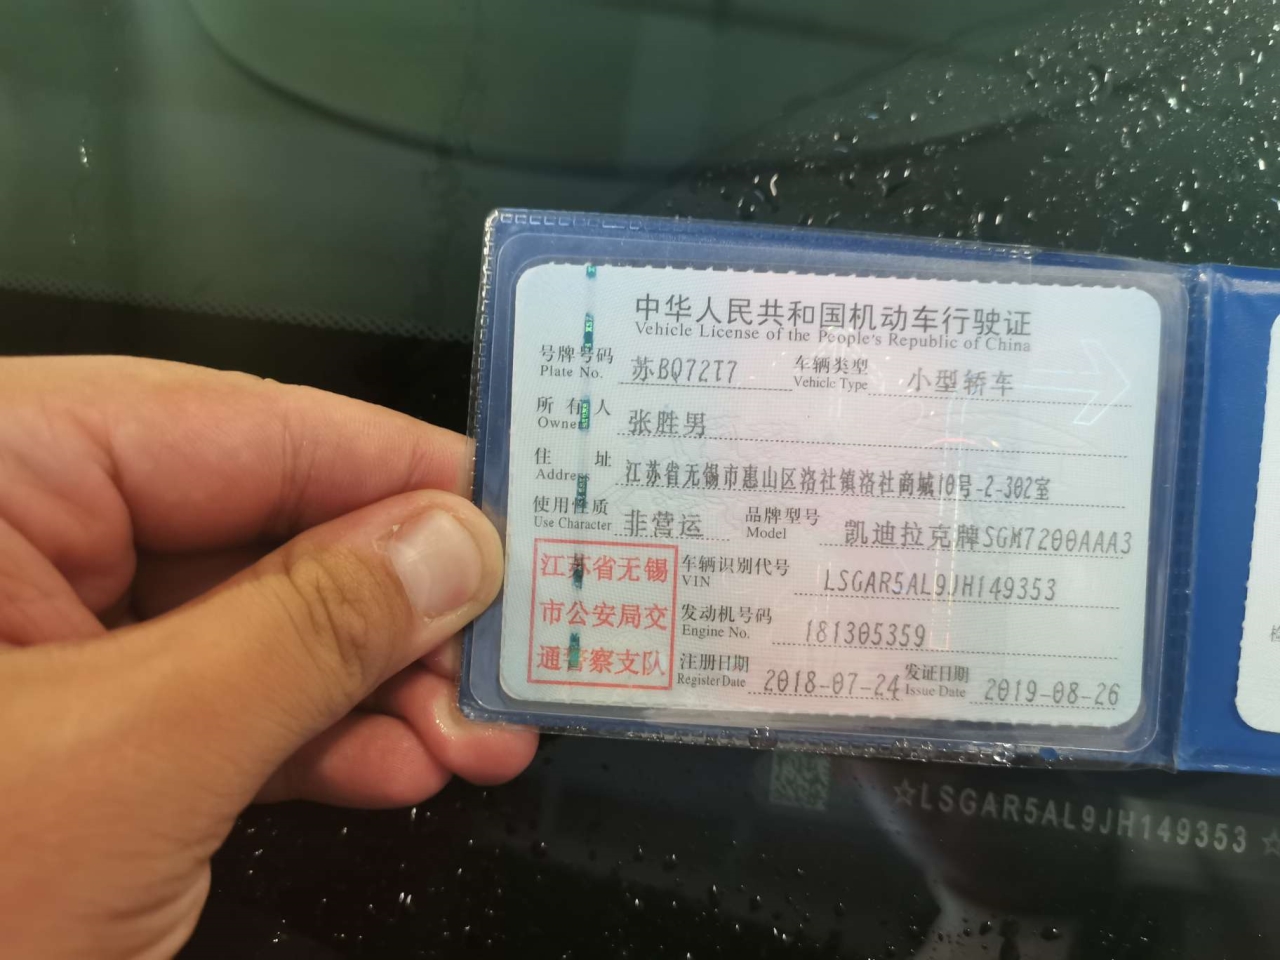 中华人民共和国机动车行驶证
Vehicle License of the People's Republic of China
号牌号码 苏BQ72T7 车辆类型 小型轿车
Plate No. Vehicle Type
所有人 张胜男
Owner
住址 江苏省无锡市惠山区洛社镇洛社商城10号-2-302室
Address
使用性质 非营运 品牌型号 凯迪拉克牌SGM7200AAA3
Use Character Model
江苏省无锡
市公安局交
通警察支队
车辆识别代号 LSGAR5AL9JH149353
VIN
发动机号码 181305359
Engine No.
注册日期 2018-07-24 发证日期 2019-08-26
Register Date Issue Date
检
☆LSGAR5AL9JH149353☆